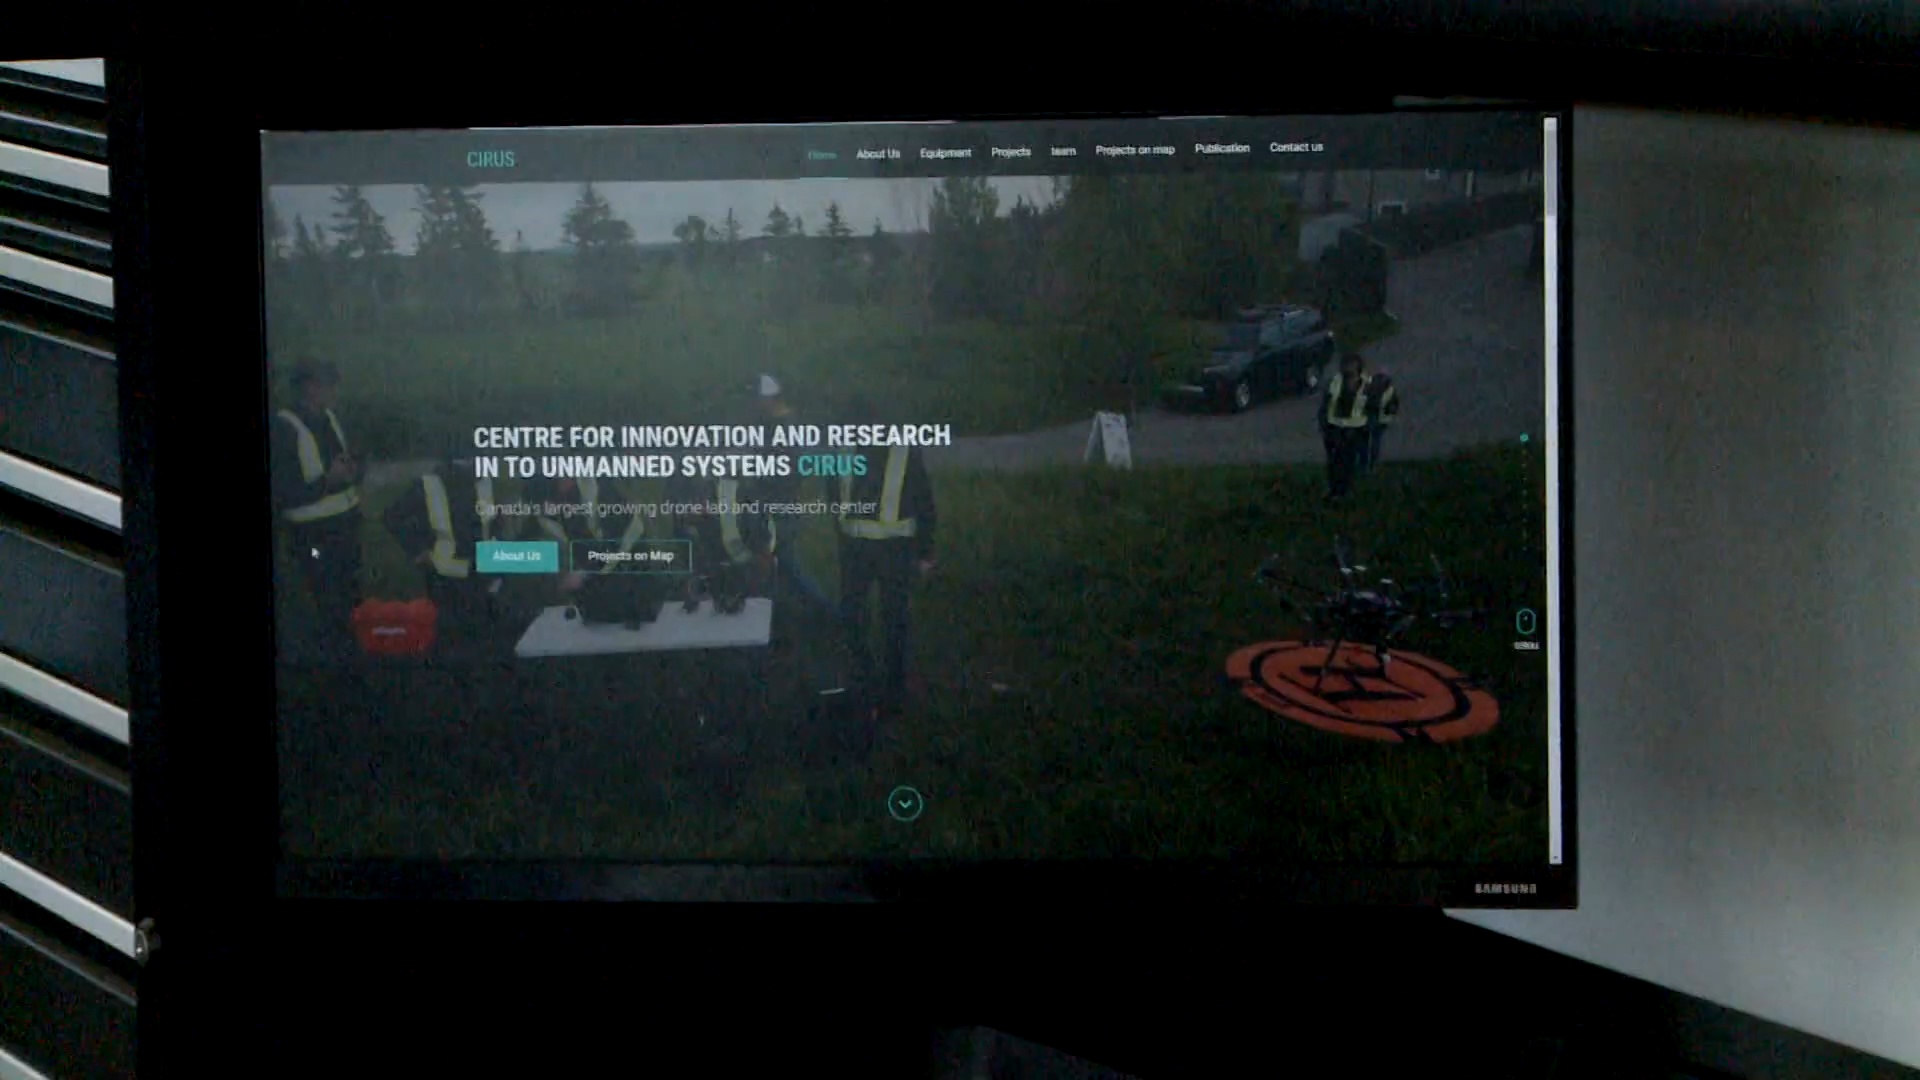 CIRUS
Home About Us Equipment Projects team Projects on map Publication Contact us
CENTRE FOR INNOVATION AND RESEARCH
IN TO UNMANNED SYSTEMS CIRUS
Canada's largest growing drone lab and research center
About Us Projects on Map
SCROLL
SAMSUNG